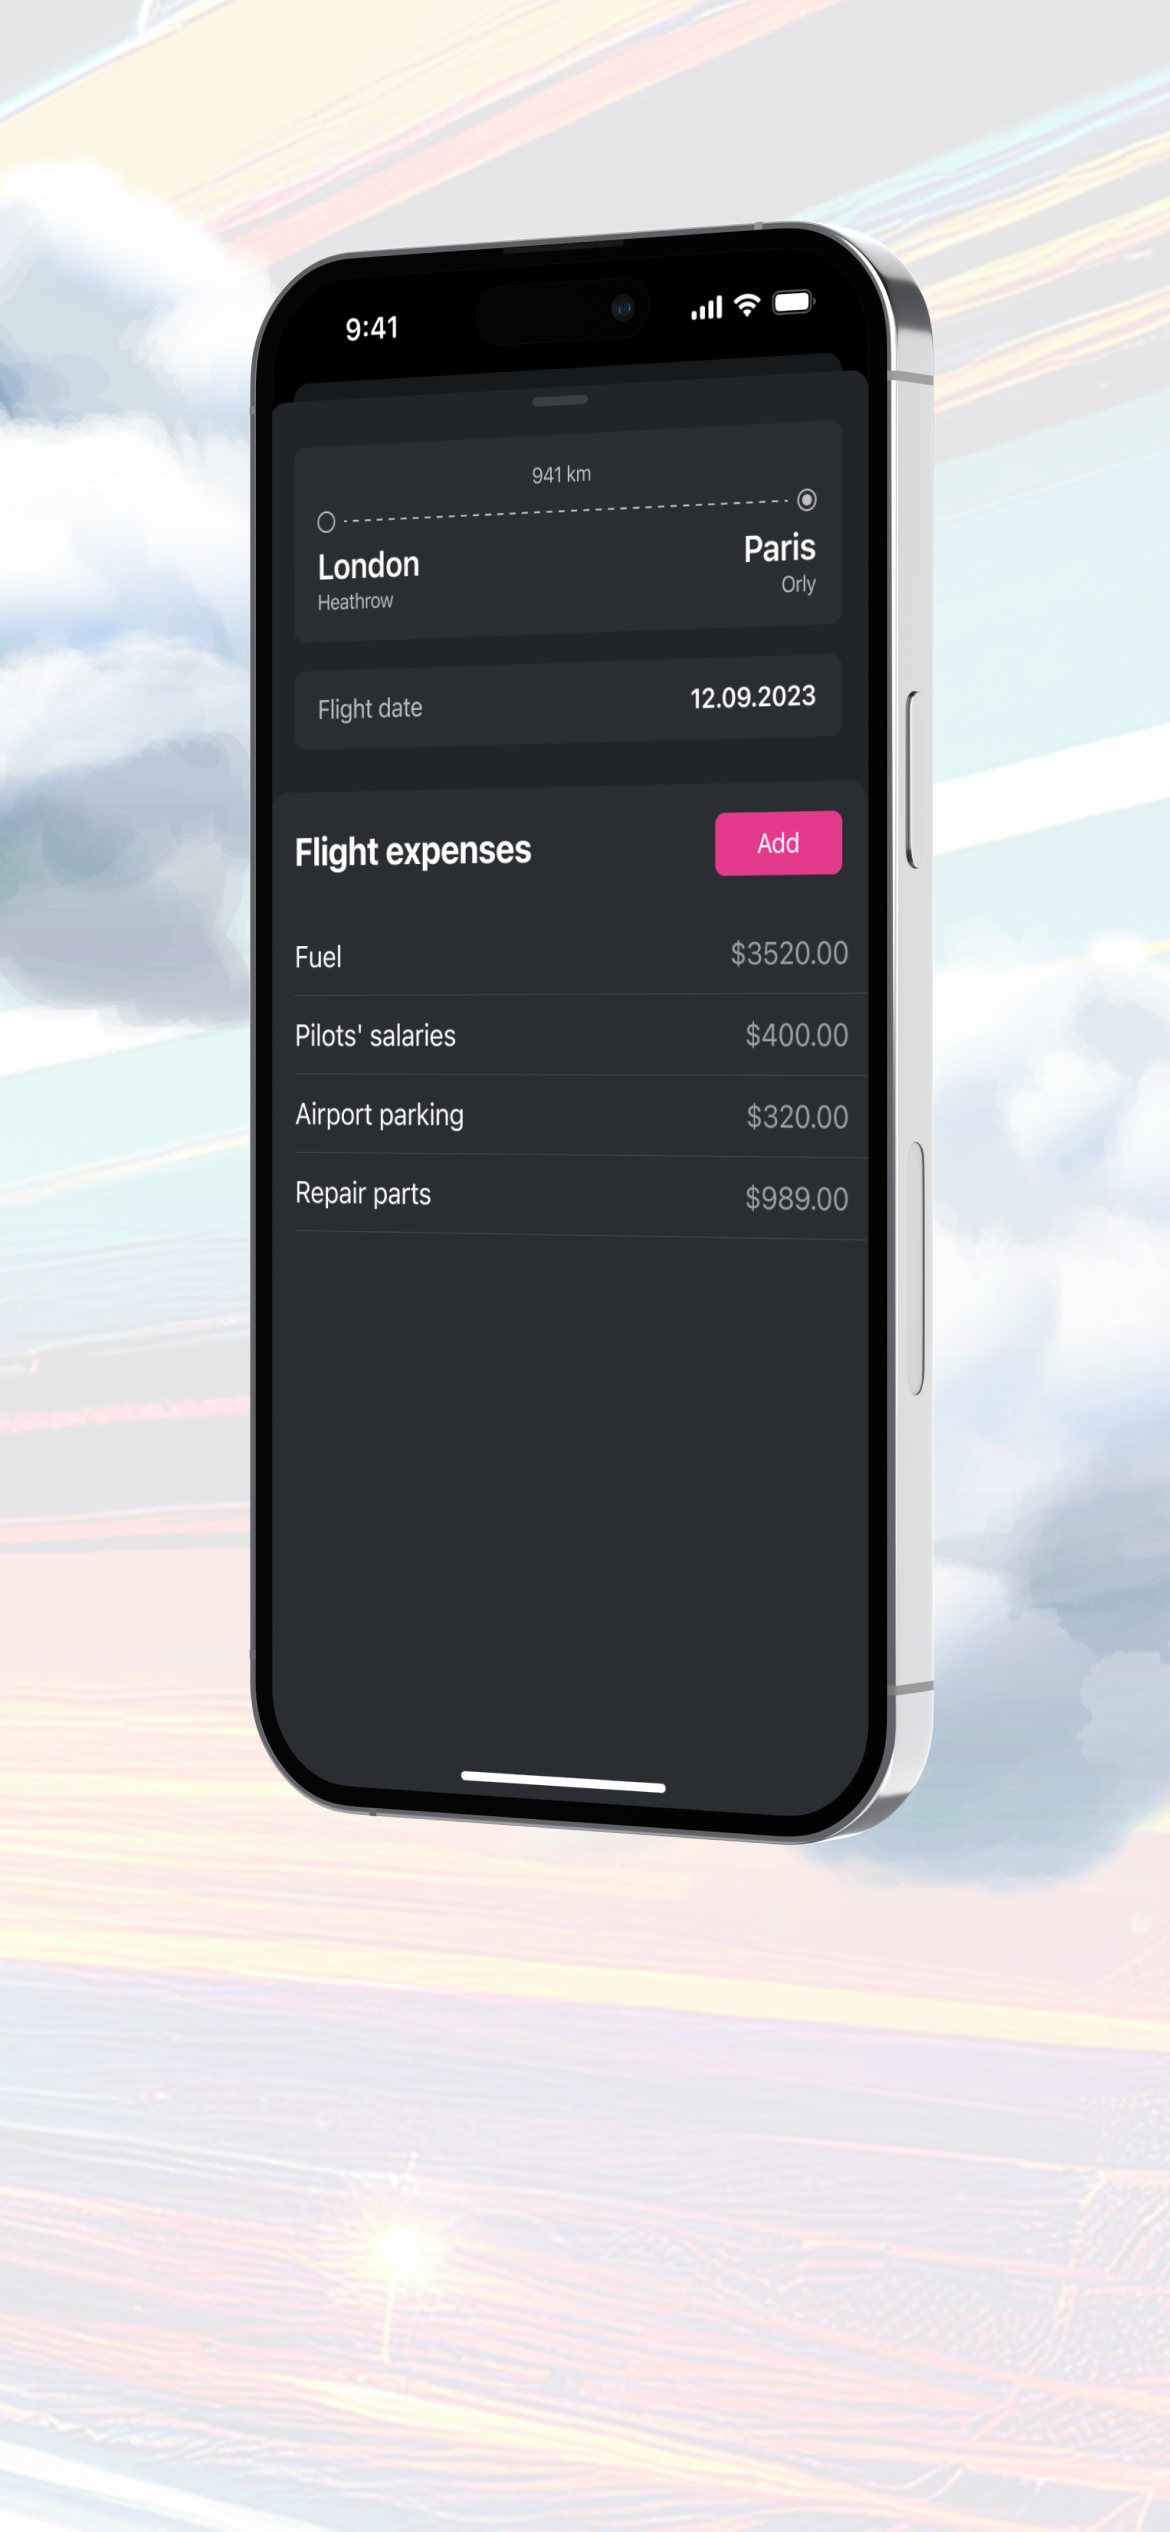 9:41
941 km
London
Paris
Heathrow
Orly
Flight date
12.09.2023
Flight expenses
Add
Fuel
$3520.00
Pilots' salaries
$400.00
Airport parking
$320.00
Repair parts
$989.00